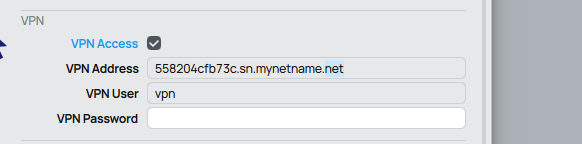 VPN
VPN Access
VPN Address 558204cfb73c.sn.mynetname.net
VPN User vpn
VPN Password